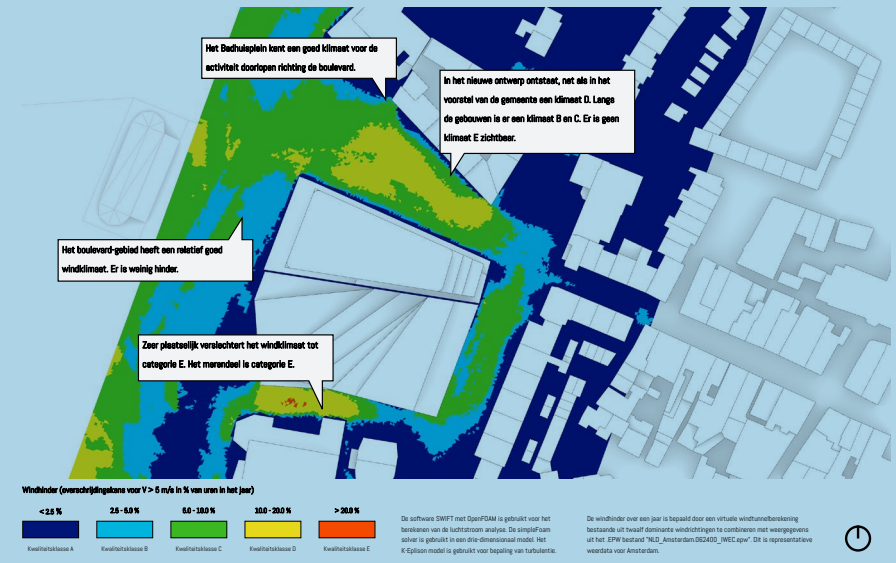 Het Badhuisplein kent een goed klimaat voor de
activiteit doorlopen richting de boulevard.
In het nieuwe ontwerp ontstaat, net als in het
voorstel van de gemeente een klimaat D. Langs
de gebouwen is er een klimaat B en C. Er is geen
klimaat E zichtbaar.
Het boulevard-gebied heeft een relatief goed
windklimaat. Er is weinig hinder.
Zeer plaatselijk verslechtert het windklimaat tot
categorie E. Het merendeel is categorie E.
Windhinder (overschrijdingskans voor V > 5 m/s in % van uren in het jaar)
< 2.5 %
2.5 - 5.0 %
5.0 - 10.0 %
10.0 - 20.0 %
> 20.0 %
Kwaliteitsklasse A
Kwaliteitsklasse B
Kwaliteitsklasse C
Kwaliteitsklasse D
Kwaliteitsklasse E
De software SWIFT met OpenFOAM is gebruikt voor het
berekenen van de luchtstroom analyse. De simpleFoam
solver is gebruikt in een drie-dimensionaal model. Het
K-Eplison model is gebruikt voor bepaling van turbulentie.
De windhinder over een jaar is bepaald door een virtuele windtunnelberekening
bestaande uit twaalf dominante windrichtingen te combineren met weergegevens
uit het .EPW bestand "NLD_Amsterdam.062400_IWEC.epw". Dit is representatieve
weerdata voor Amsterdam.